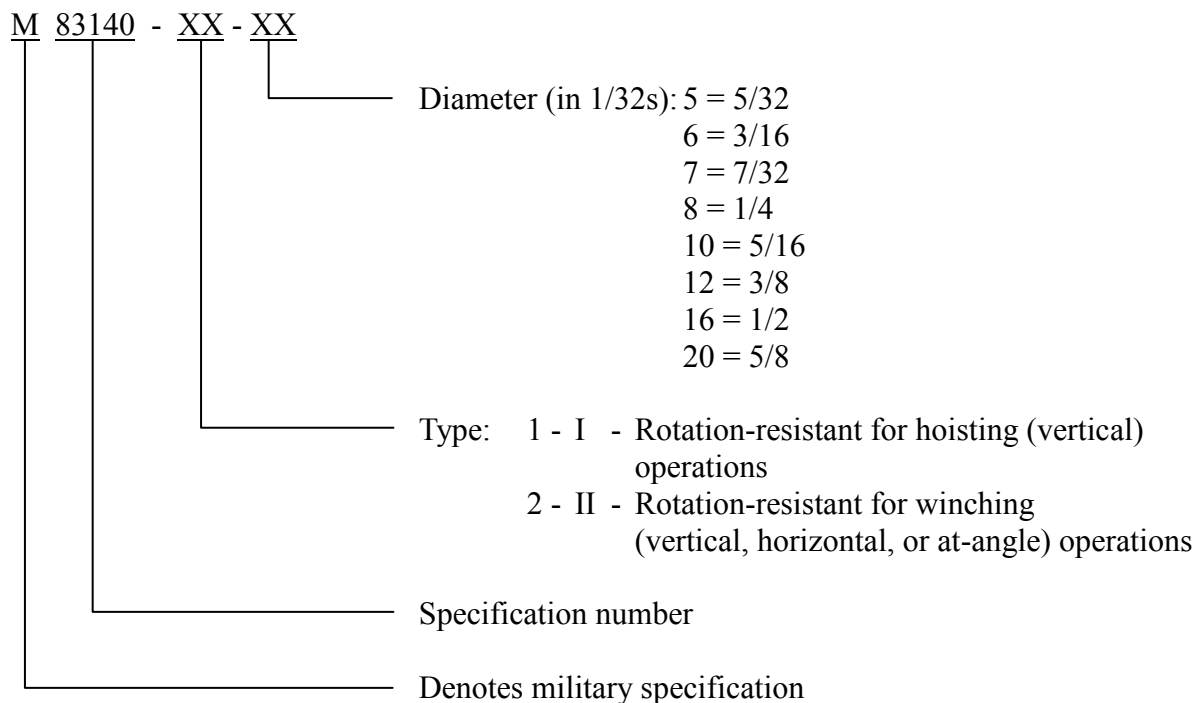 M 83140 - XX - XX
Diameter (in 1/32s): 5 = 5/32
6 = 3/16
7 = 7/32
8 = 1/4
10 = 5/16
12 = 3/8
16 = 1/2
20 = 5/8
Type: 1 - I - Rotation-resistant for hoisting (vertical)
operations
2 - II - Rotation-resistant for winching
(vertical, horizontal, or at-angle) operations
Specification number
Denotes military specification